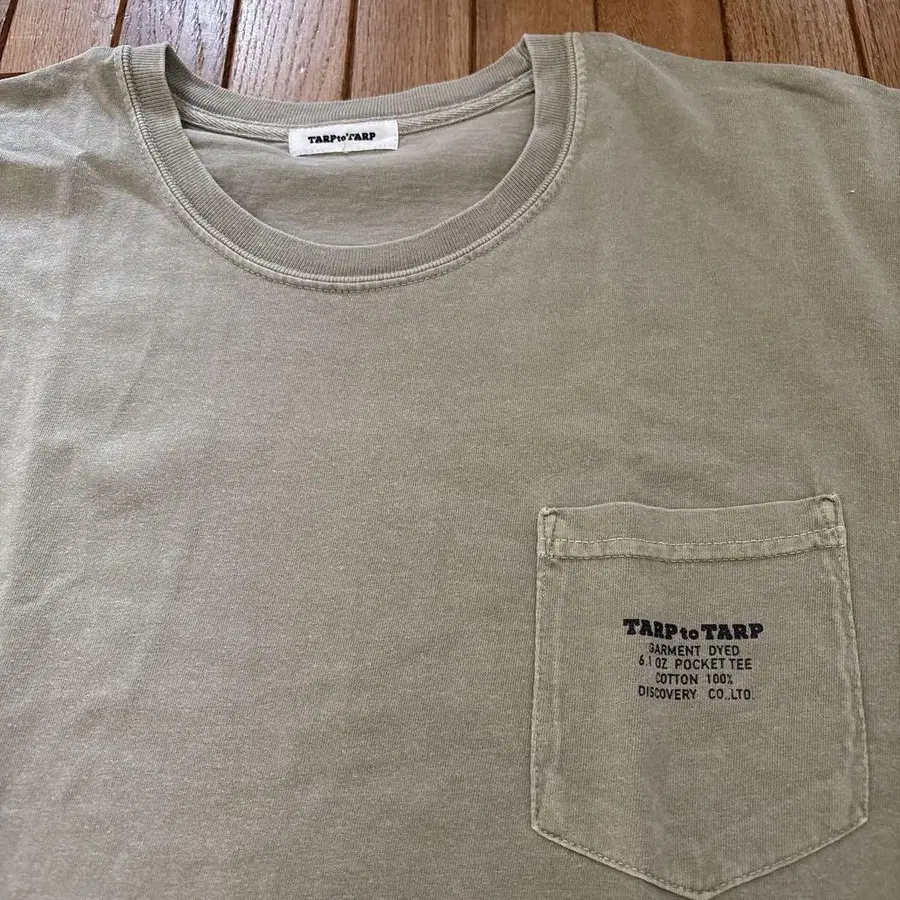 TARP to TARP
TARP to TARP
GARMENT DYED
6.1 OZ POCKET TEE
COTTON 100%
DISCOVERY CO.,LTD.